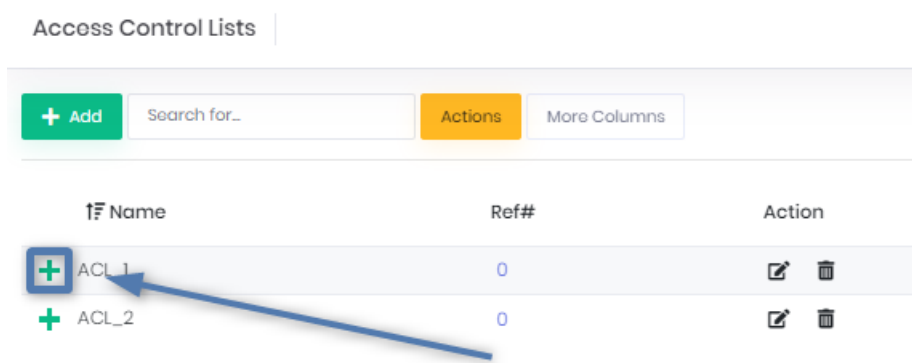 Access Control Lists
Add Search for... Actions More Columns
Name Ref# Action
ACL_1 0
ACL_2 0